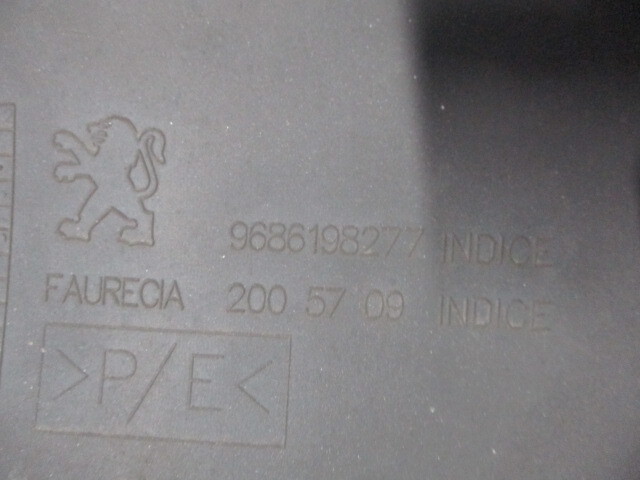 9686198277 INDICE
FAURECIA 200 57 09 INDICE
>P/E<